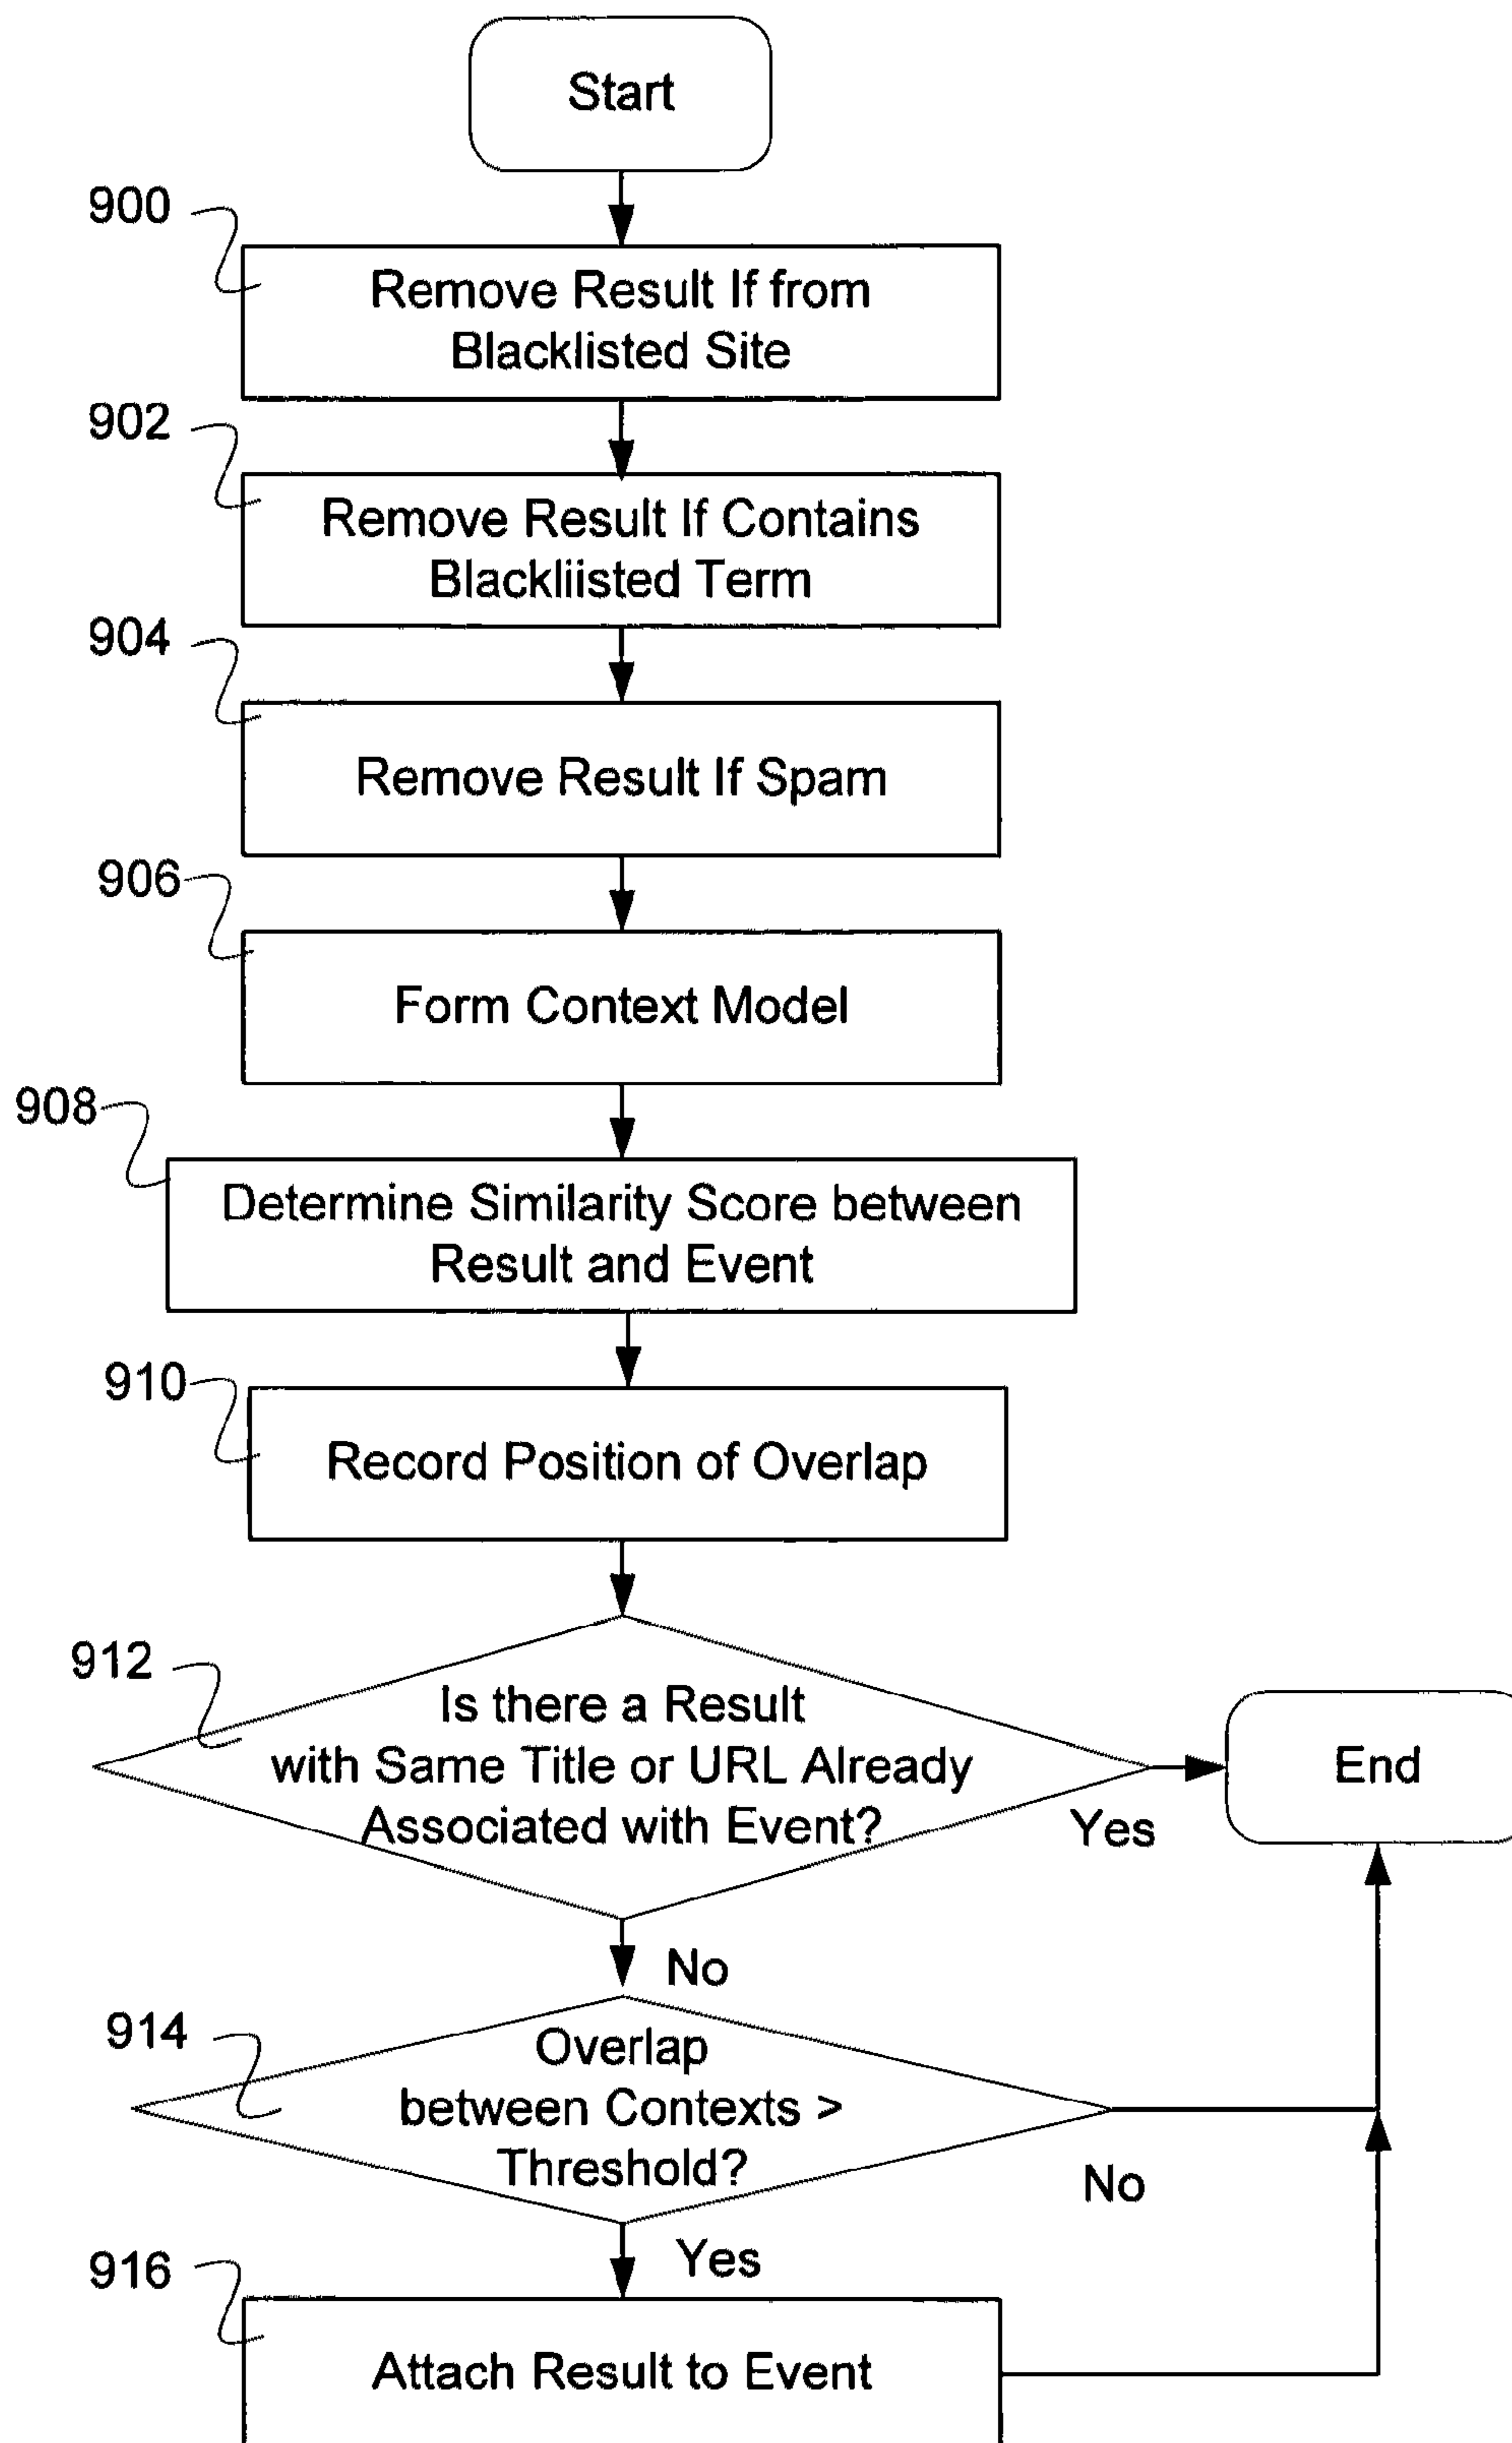 Start
900
Remove Result If from
Blacklisted Site
902
Remove Result If Contains
Blackliisted Term
904
Remove Result If Spam
906
Form Context Model
908
Determine Similarity Score between
Result and Event
910
Record Position of Overlap
912
Is there a Result
with Same Title or URL Already
Associated with Event?
Yes
End
No
914
Overlap
between Contexts >
Threshold?
No
Yes
916
Attach Result to Event